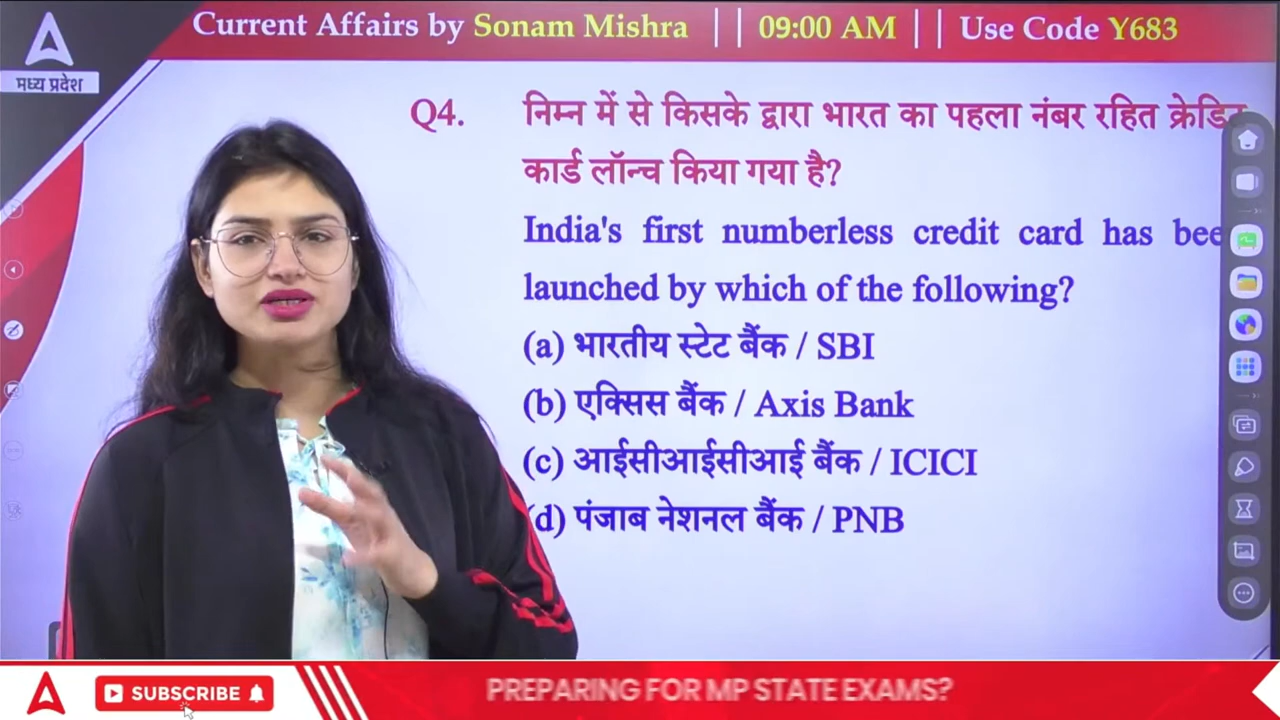 Current Affairs by Sonam Mishra || 09:00 AM || Use Code Y683
मध्य प्रदेश
Q4. निम्न में से किसके द्वारा भारत का पहला नंबर रहित
कार्ड लॉन्च किया गया है?
India's first numberless credit card has
launched by which of the following?
(a) भारतीय स्टेट बैंक / SBI
(b) एक्सिस बैंक / Axis Bank
(c) आईसीआईसीआई बैंक / ICICI
(d) पंजाब नेशनल बैंक / PNB
SUBSCRIBE
PREPARING FOR MP STATE EXAMS?